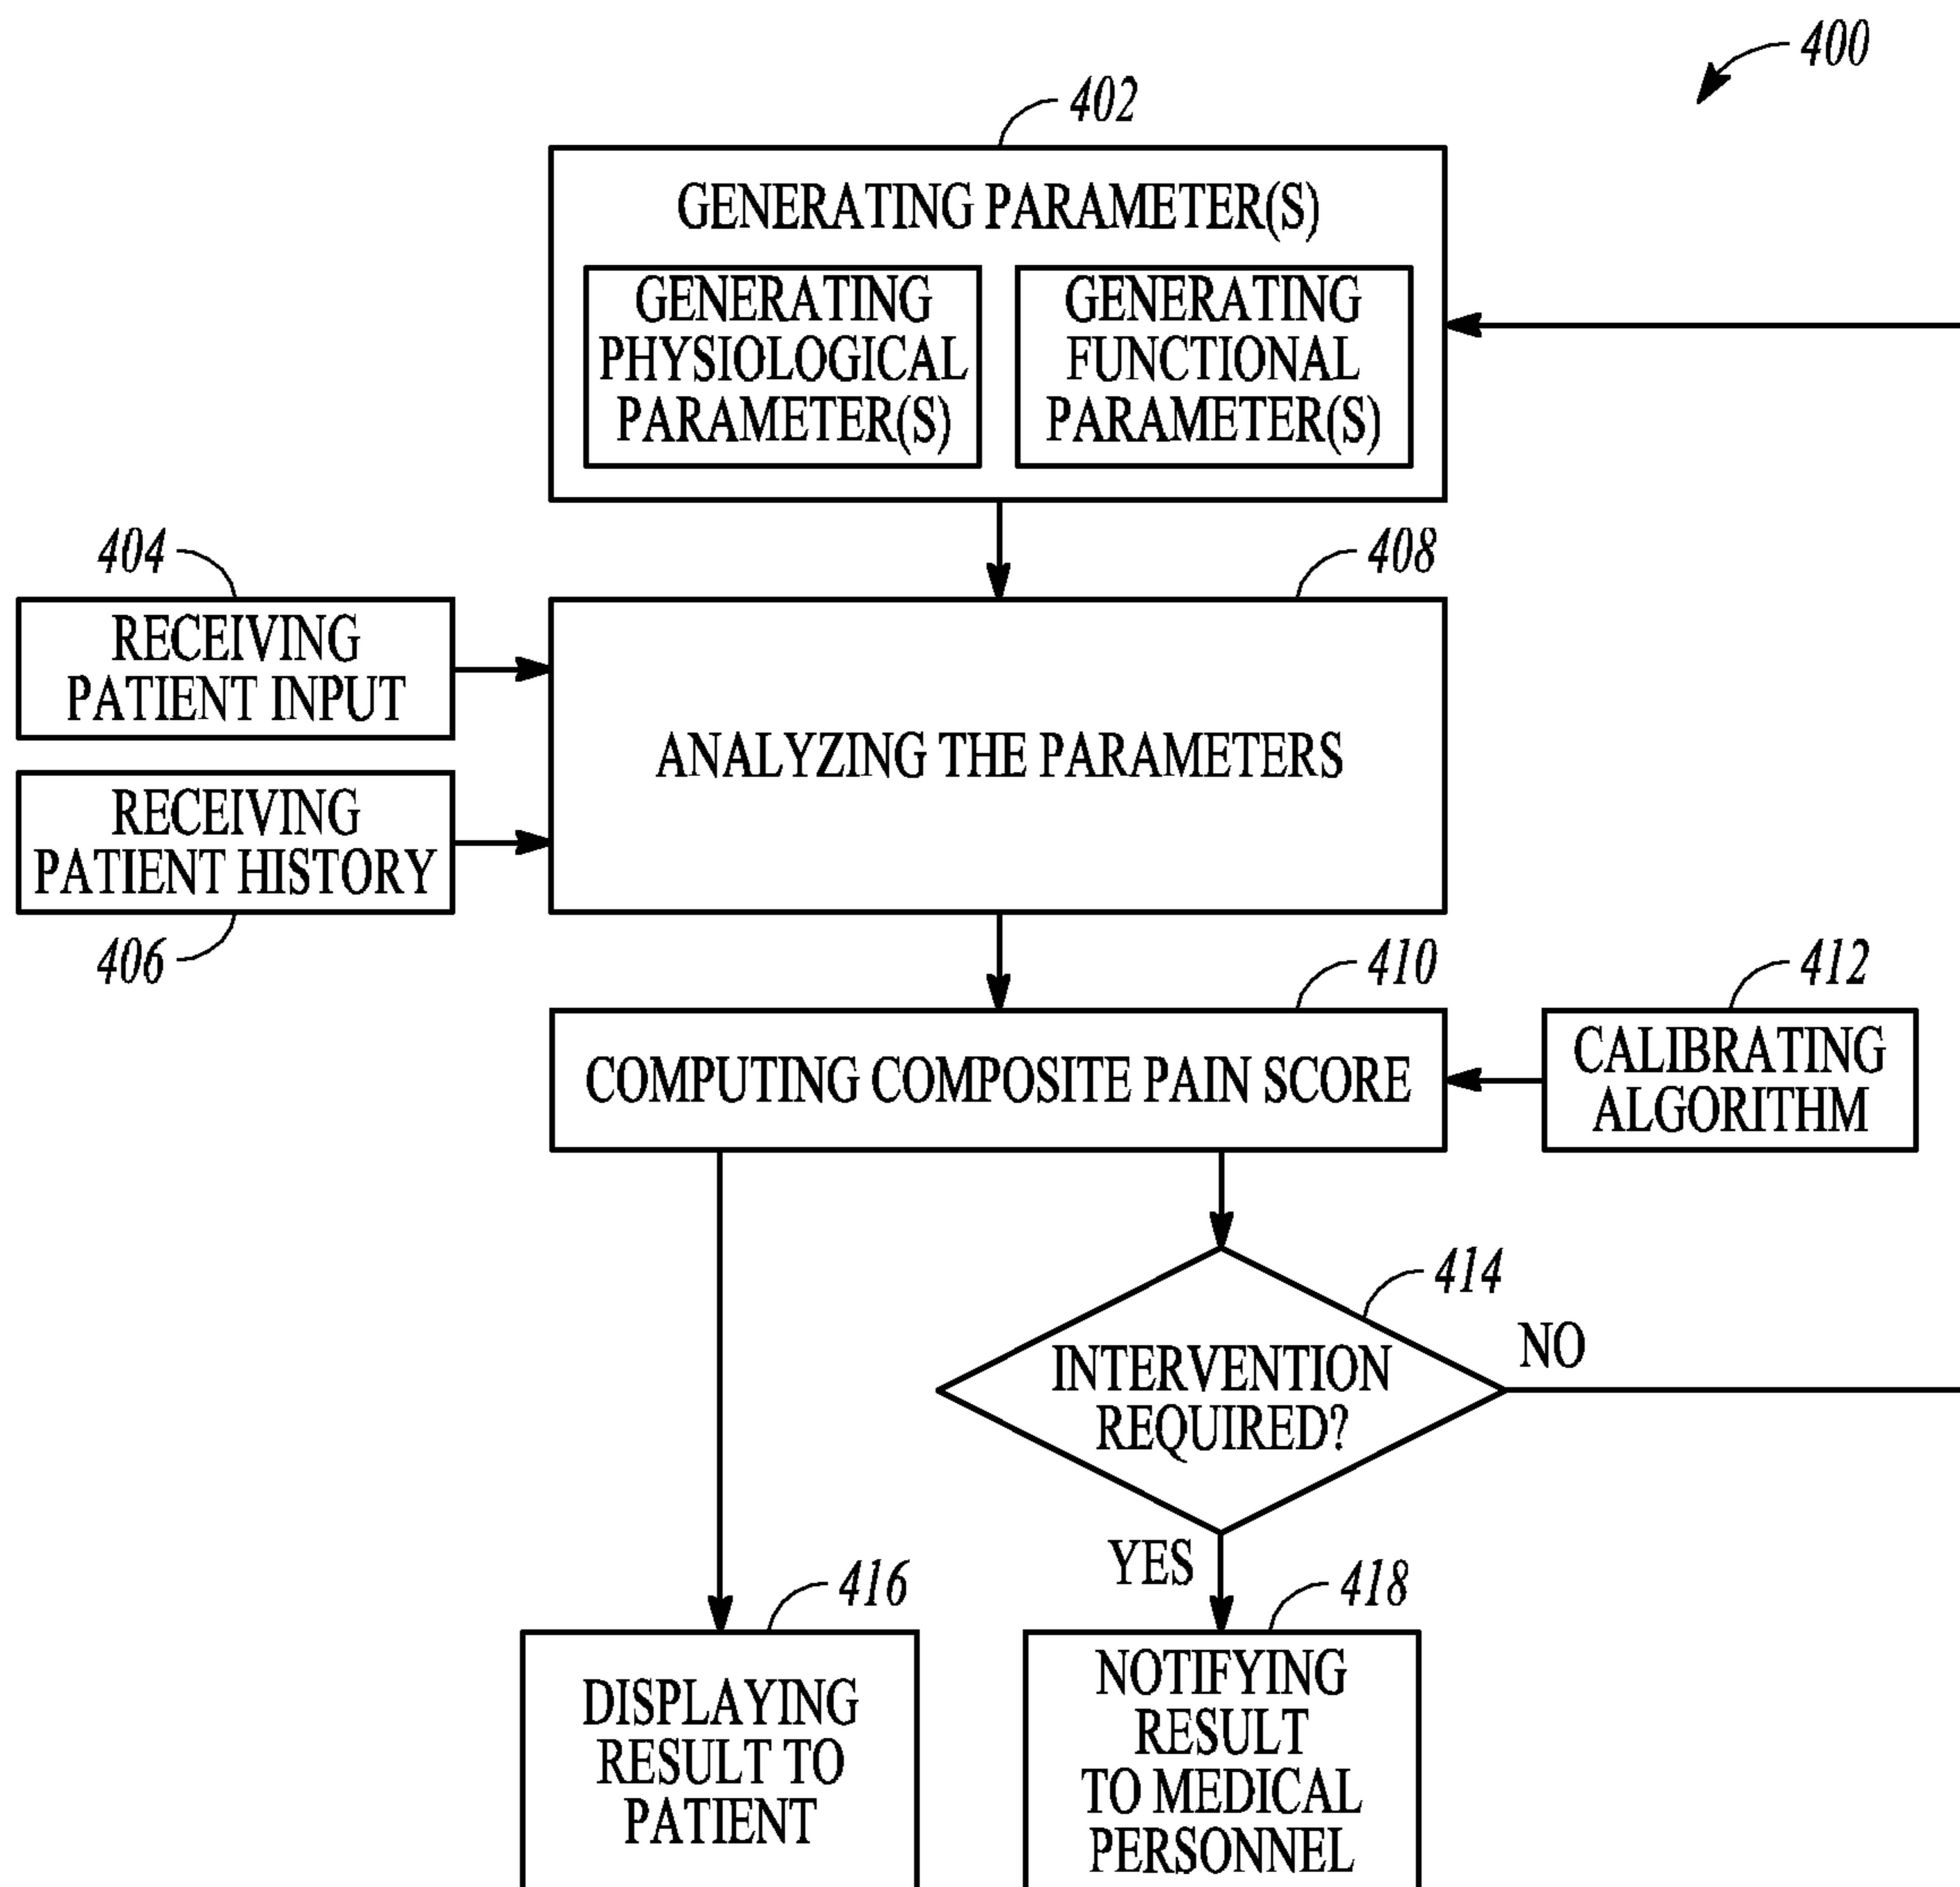 400
402
GENERATING PARAMETER(S)
GENERATING
PHYSIOLOGICAL
PARAMETER(S)
GENERATING
FUNCTIONAL
PARAMETER(S)
404
RECEIVING
PATIENT INPUT
408
ANALYZING THE PARAMETERS
RECEIVING
PATIENT HISTORY
406
410
COMPUTING COMPOSITE PAIN SCORE
412
CALIBRATING
ALGORITHM
414
INTERVENTION
REQUIRED?
NO
YES
416
DISPLAYING
RESULT TO
PATIENT
418
NOTIFYING
RESULT
TO MEDICAL
PERSONNEL